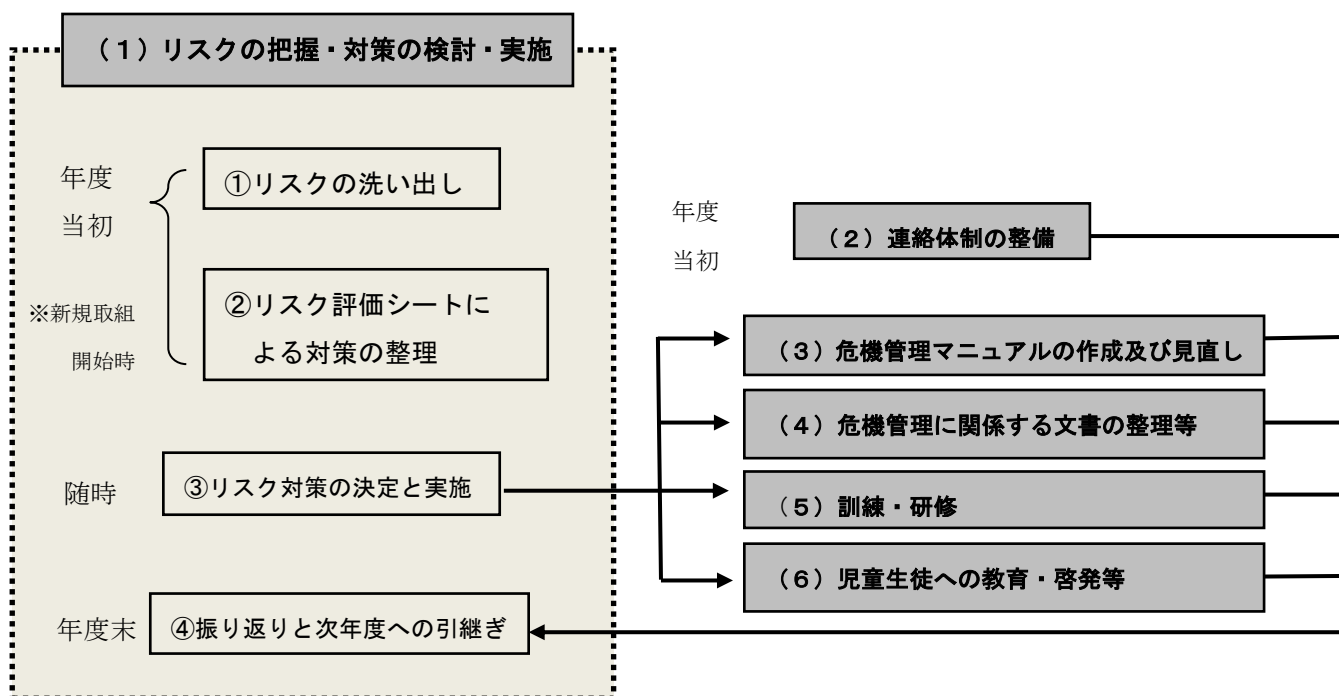 （１）リスクの把握・対策の検討・実施
年度
当初
①リスクの洗い出し
※新規取組
開始時
②リスク評価シートに
よる対策の整理
随時
③リスク対策の決定と実施
年度末
④振り返りと次年度への引継ぎ
年度
当初
（２）連絡体制の整備
（３）危機管理マニュアルの作成及び見直し
（４）危機管理に関係する文書の整理等
（５）訓練・研修
（６）児童生徒への教育・啓発等